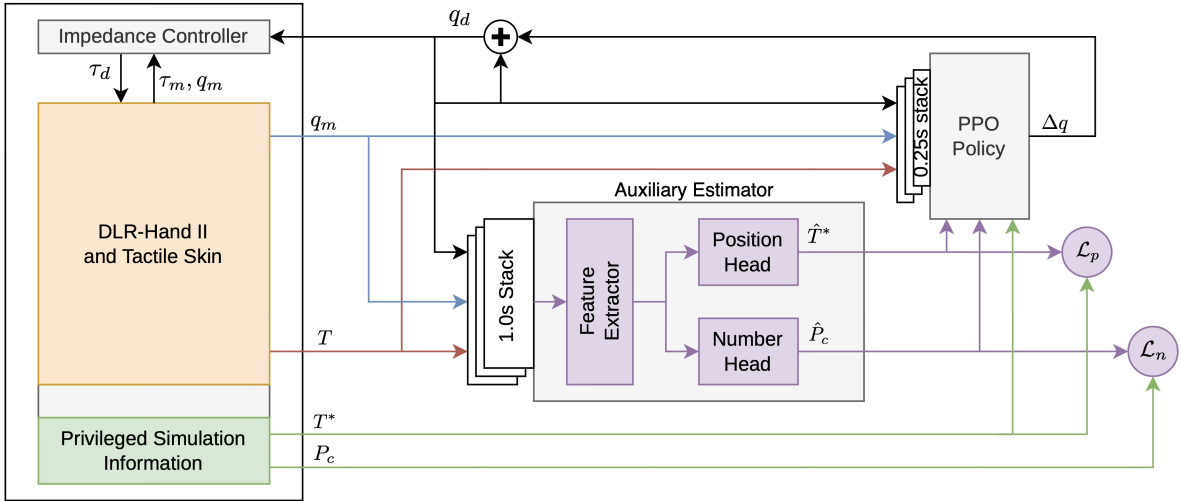 Impedance Controller
q_d
+
τ_d
τ_m, q_m
q_m
0.25s stack
PPO
Policy
Δq
DLR-Hand II
and Tactile Skin
Auxiliary Estimator
1.0s Stack
Feature
Extractor
Position
Head
T̂*
ℒ_p
T
Number
Head
P̂_c
ℒ_n
T*
Privileged Simulation
Information
P_c